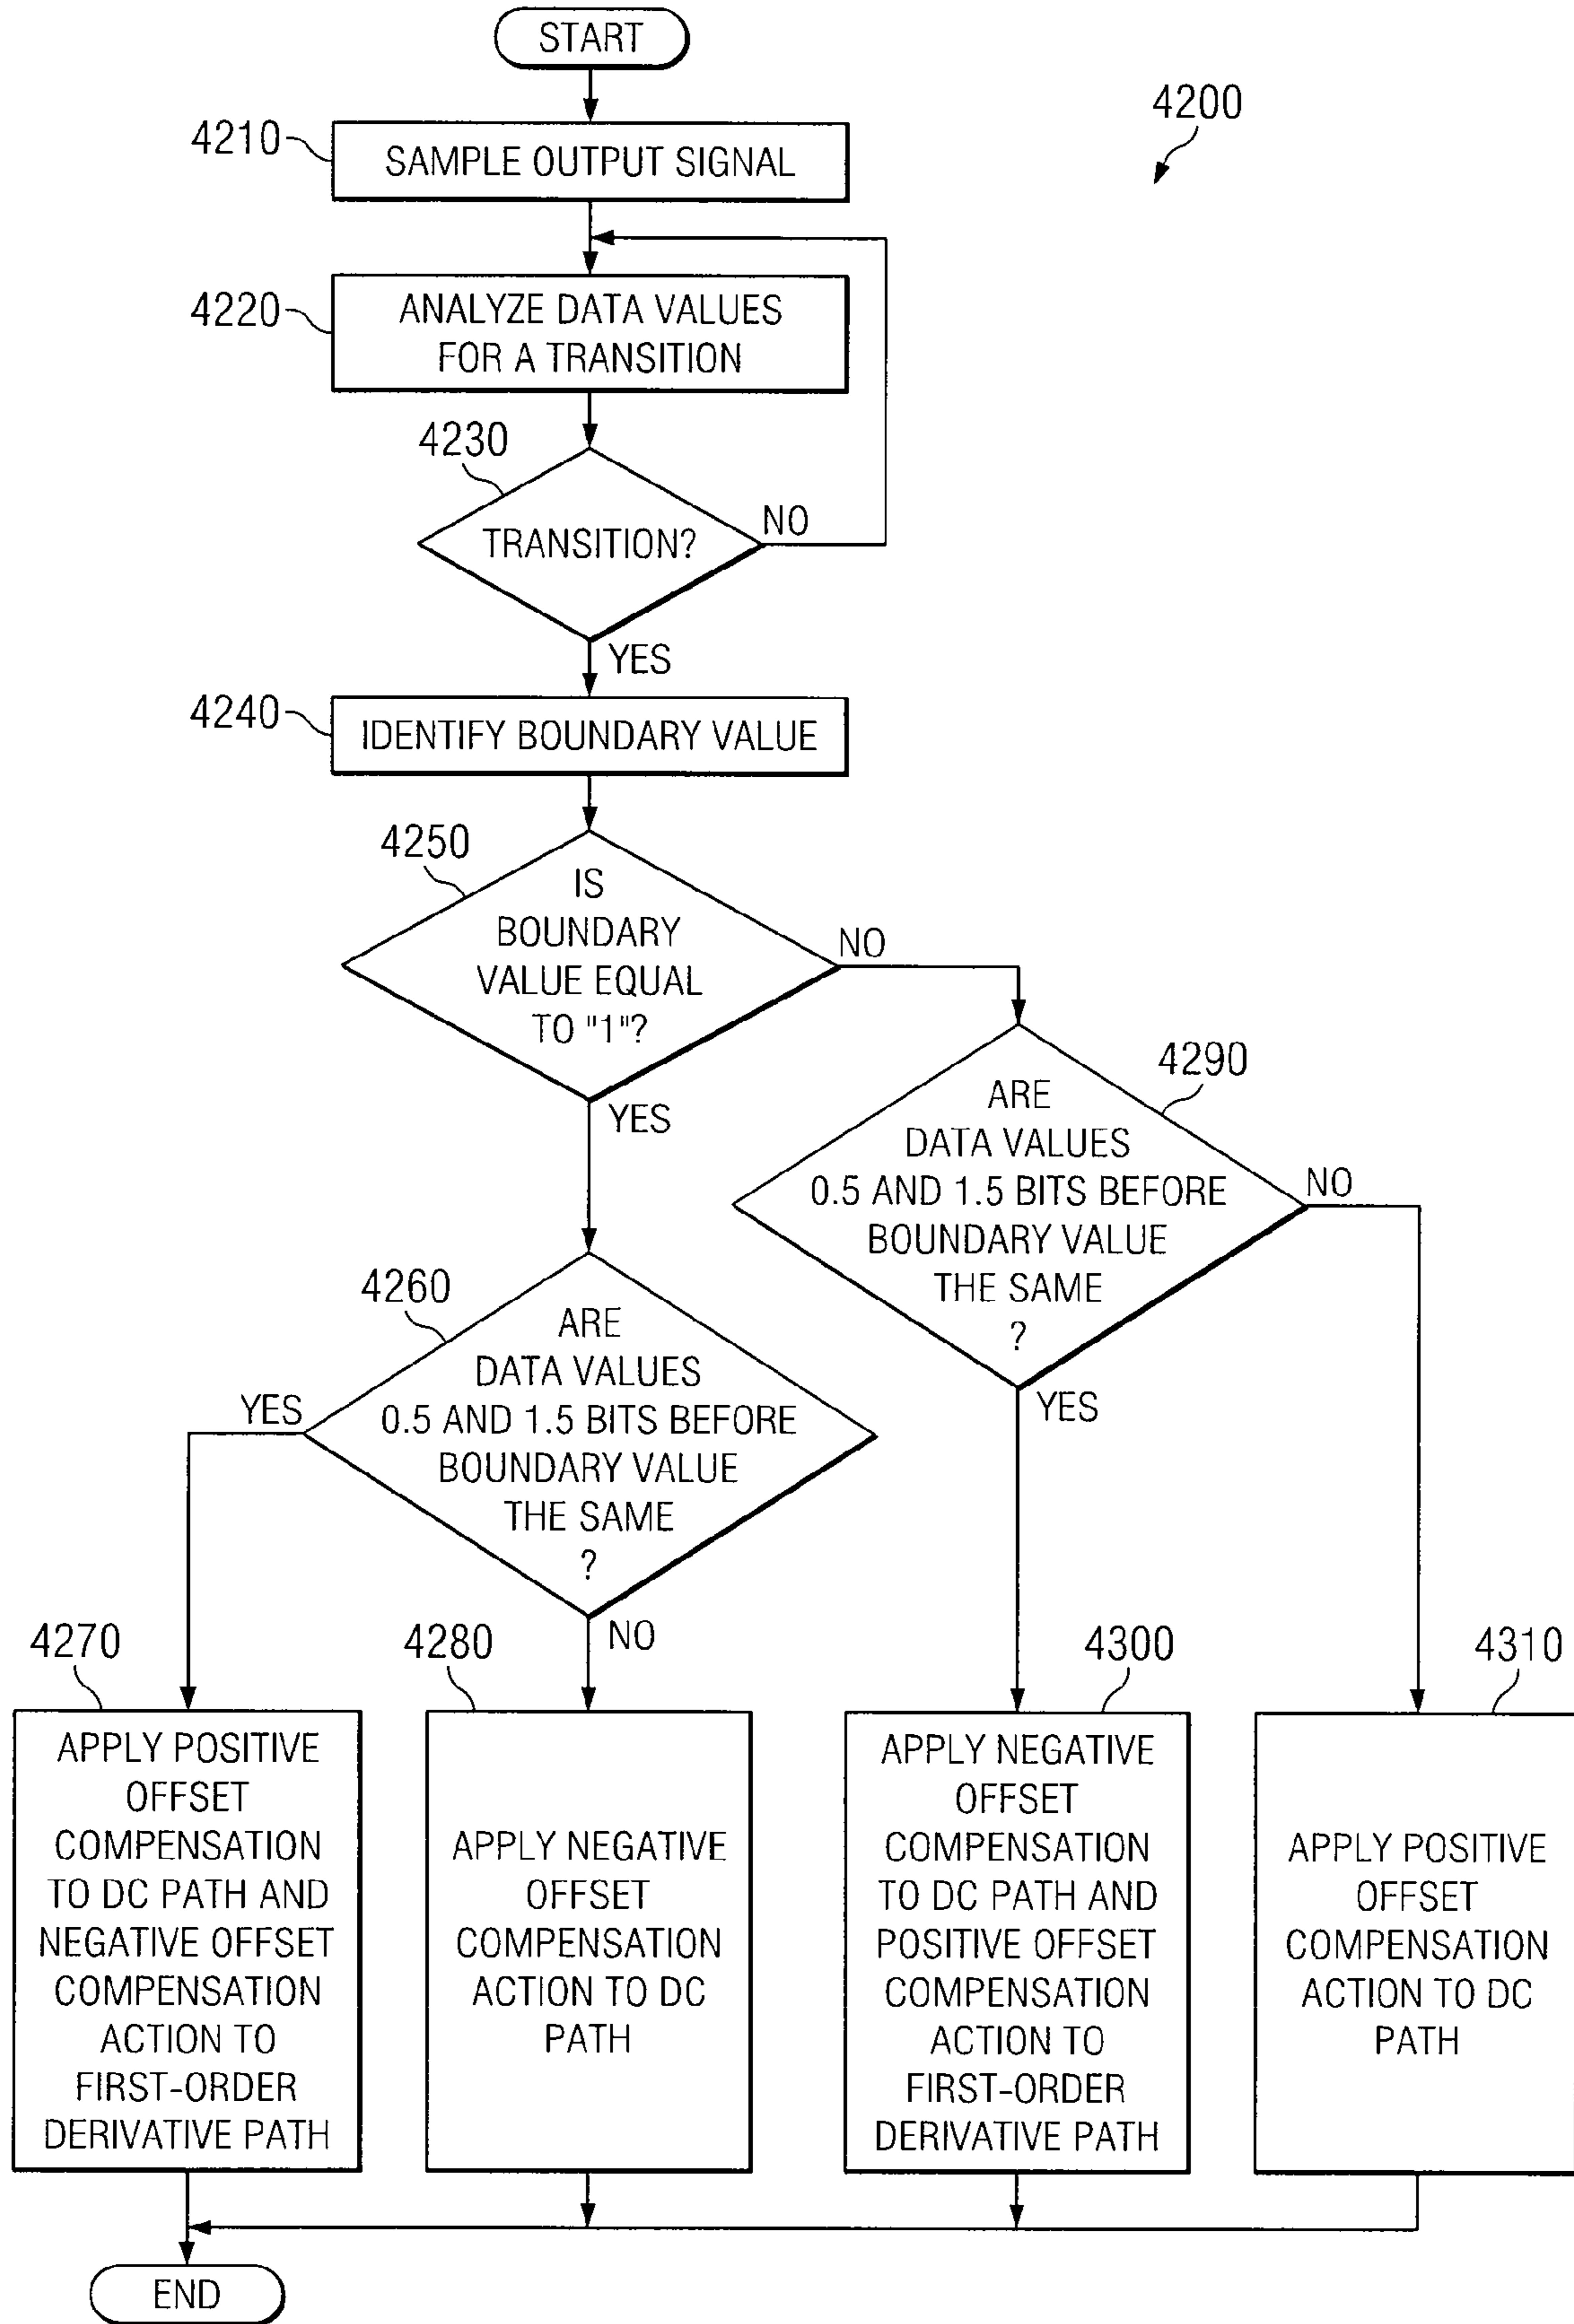 START
4200
4210
SAMPLE OUTPUT SIGNAL
4220
ANALYZE DATA VALUES
FOR A TRANSITION
4230
TRANSITION?
NO
YES
4240
IDENTIFY BOUNDARY VALUE
4250
IS
BOUNDARY
VALUE EQUAL
TO "1"?
NO
YES
4290
ARE
DATA VALUES
0.5 AND 1.5 BITS BEFORE
BOUNDARY VALUE
THE SAME
?
NO
YES
4260
ARE
DATA VALUES
0.5 AND 1.5 BITS BEFORE
BOUNDARY VALUE
THE SAME
?
YES
NO
4270
APPLY POSITIVE
OFFSET
COMPENSATION
TO DC PATH AND
NEGATIVE OFFSET
COMPENSATION
ACTION TO
FIRST-ORDER
DERIVATIVE PATH
4280
APPLY NEGATIVE
OFFSET
COMPENSATION
ACTION TO DC
PATH
4300
APPLY NEGATIVE
OFFSET
COMPENSATION
TO DC PATH AND
POSITIVE OFFSET
COMPENSATION
ACTION TO
FIRST-ORDER
DERIVATIVE PATH
4310
APPLY POSITIVE
OFFSET
COMPENSATION
ACTION TO DC
PATH
END